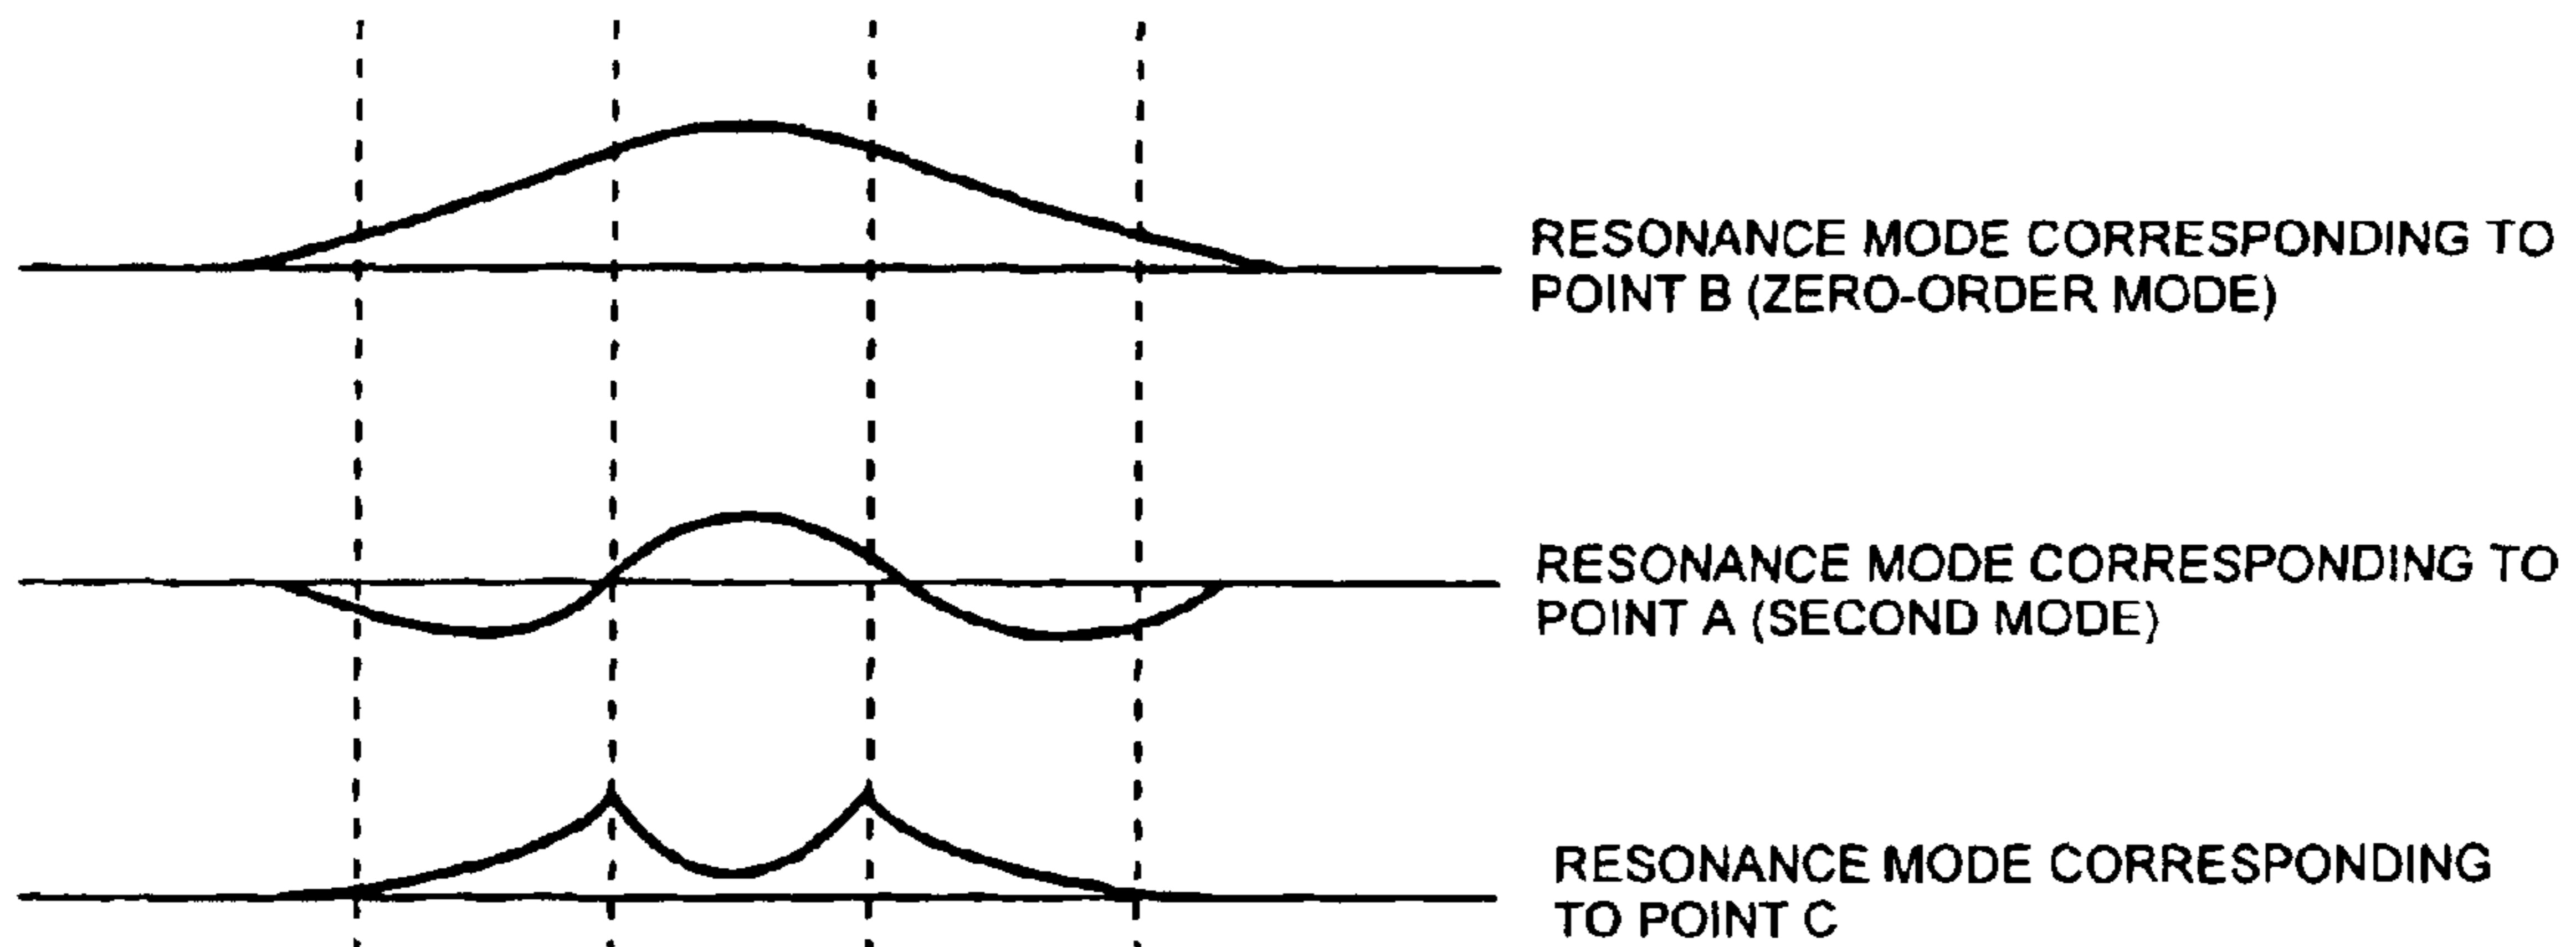 RESONANCE MODE CORRESPONDING TO
POINT B (ZERO-ORDER MODE)
RESONANCE MODE CORRESPONDING TO
POINT A (SECOND MODE)
RESONANCE MODE CORRESPONDING
TO POINT C